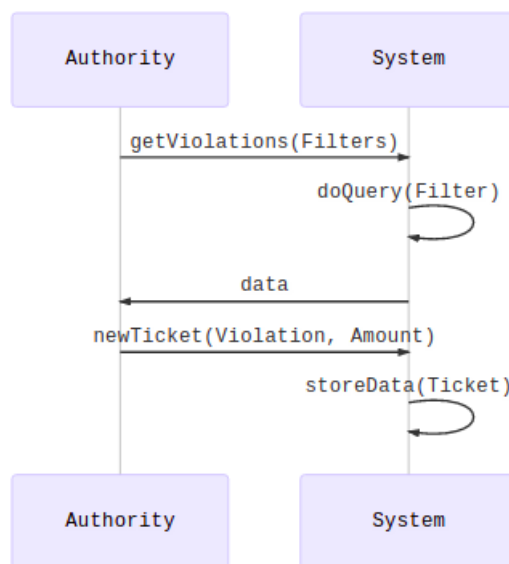 Authority
System
getViolations(Filters)
doQuery(Filter)
data
newTicket(Violation, Amount)
storeData(Ticket)
Authority
System